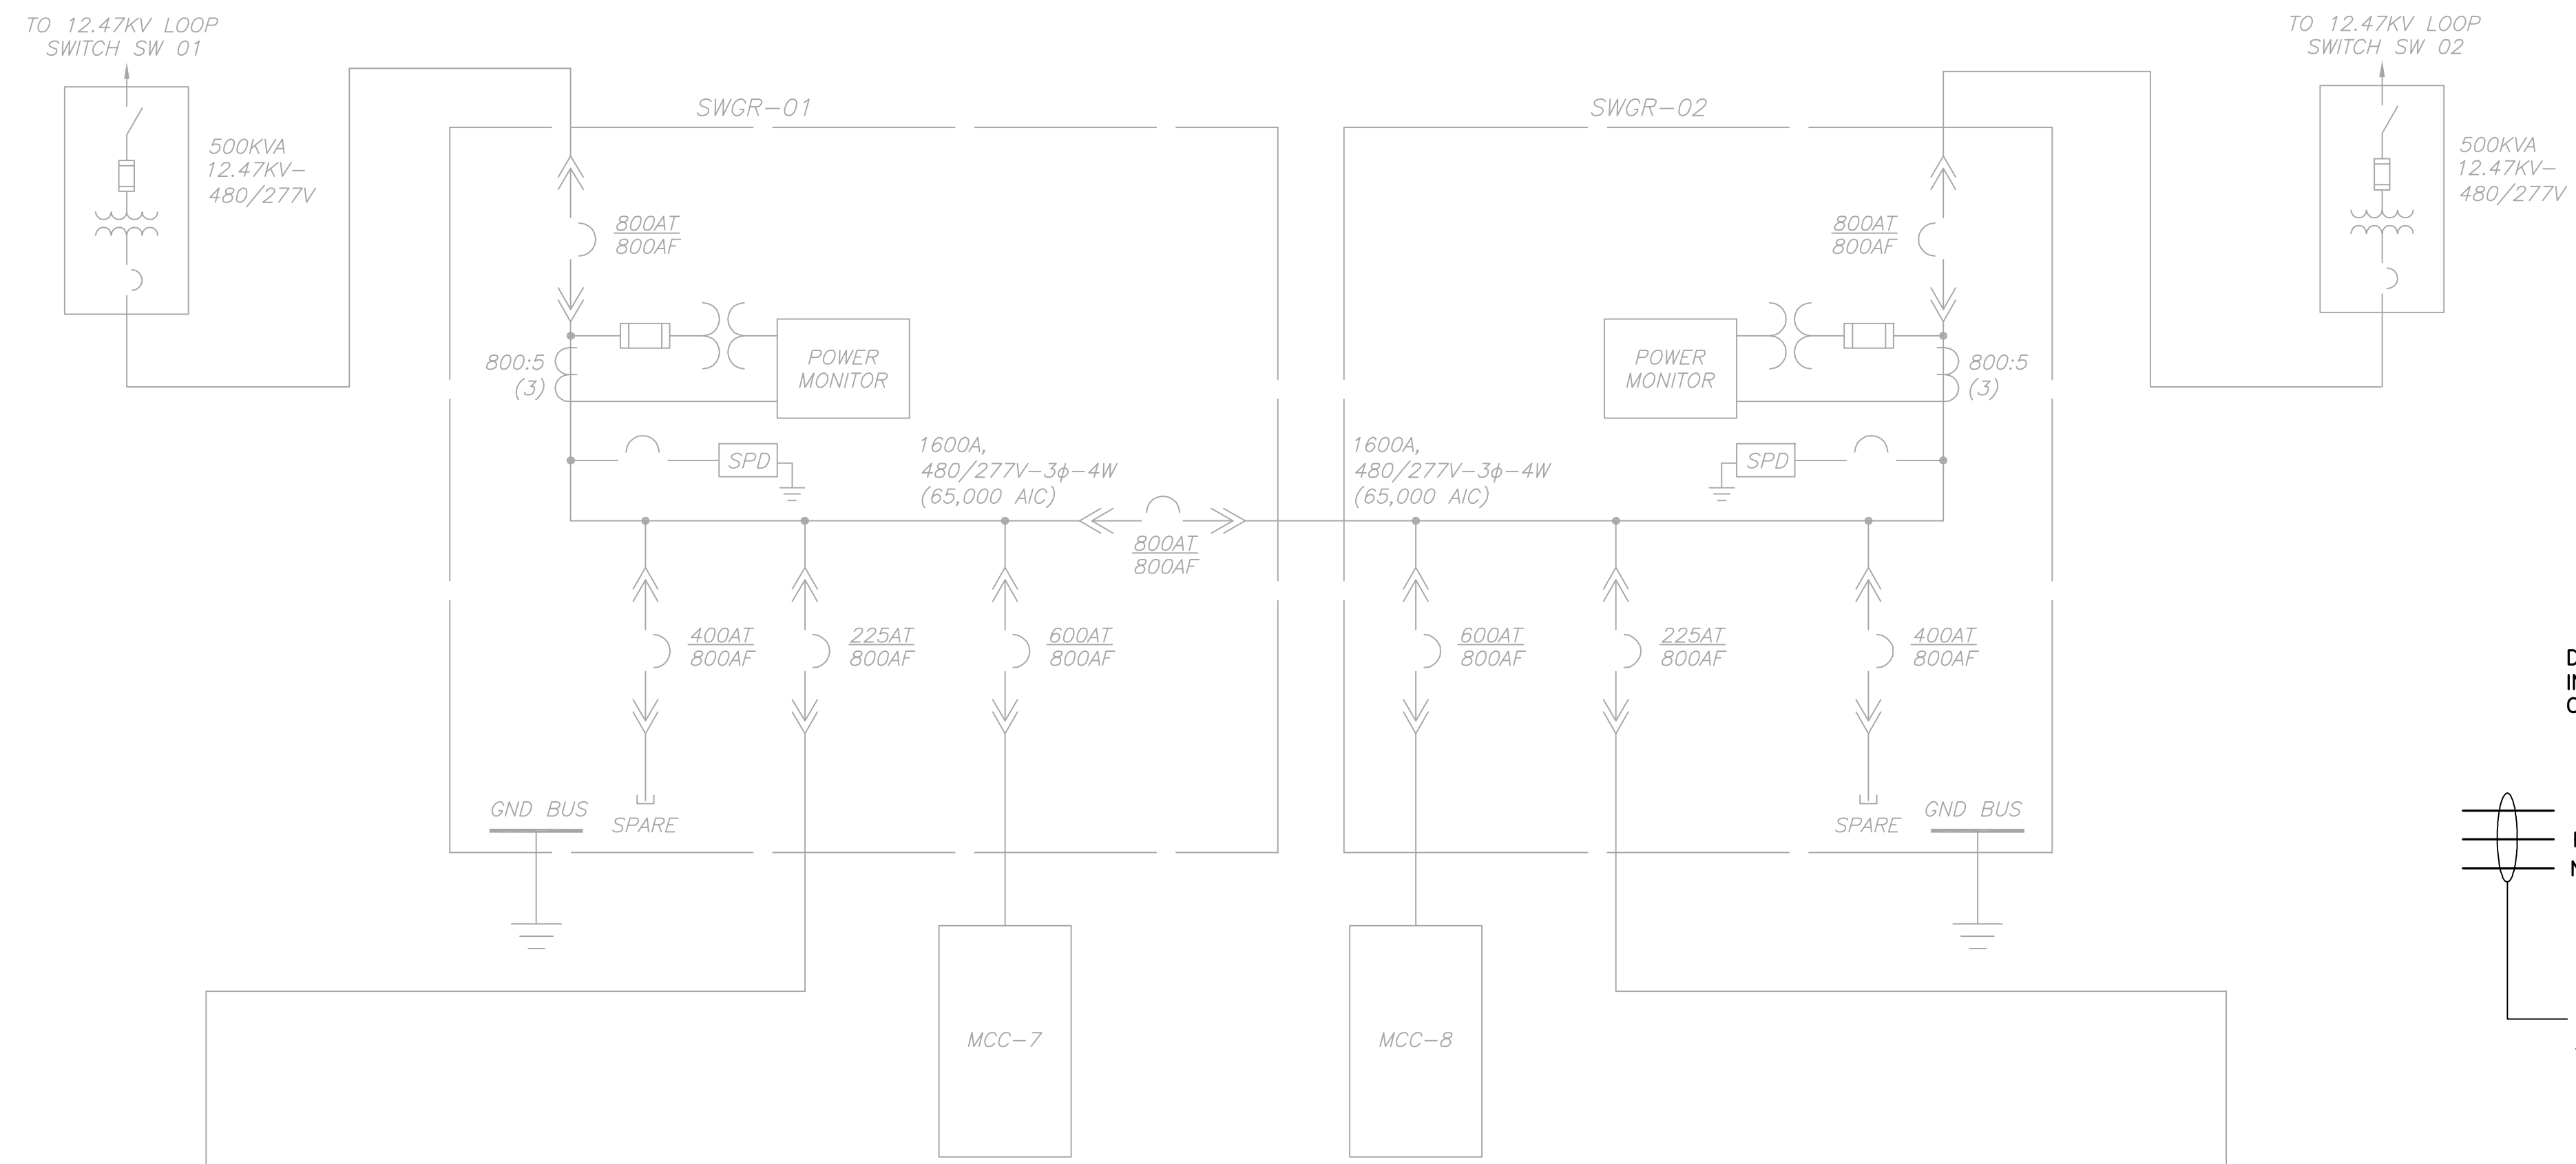 TO 12.47KV LOOP
SWITCH SW 01
500KVA
12.47KV-
480/277V
SWGR-01
800AT
800AF
800:5
(3)
POWER
MONITOR
SPD
1600A,
480/277V-3ϕ-4W
(65,000 AIC)
800AT
800AF
400AT
800AF
225AT
800AF
600AT
800AF
GND BUS
SPARE
MCC-7
SWGR-02
800AT
800AF
POWER
MONITOR
800:5
(3)
1600A,
480/277V-3ϕ-4W
(65,000 AIC)
SPD
600AT
800AF
225AT
800AF
400AT
800AF
SPARE
GND BUS
MCC-8
TO 12.47KV LOOP
SWITCH SW 02
500KVA
12.47KV-
480/277V